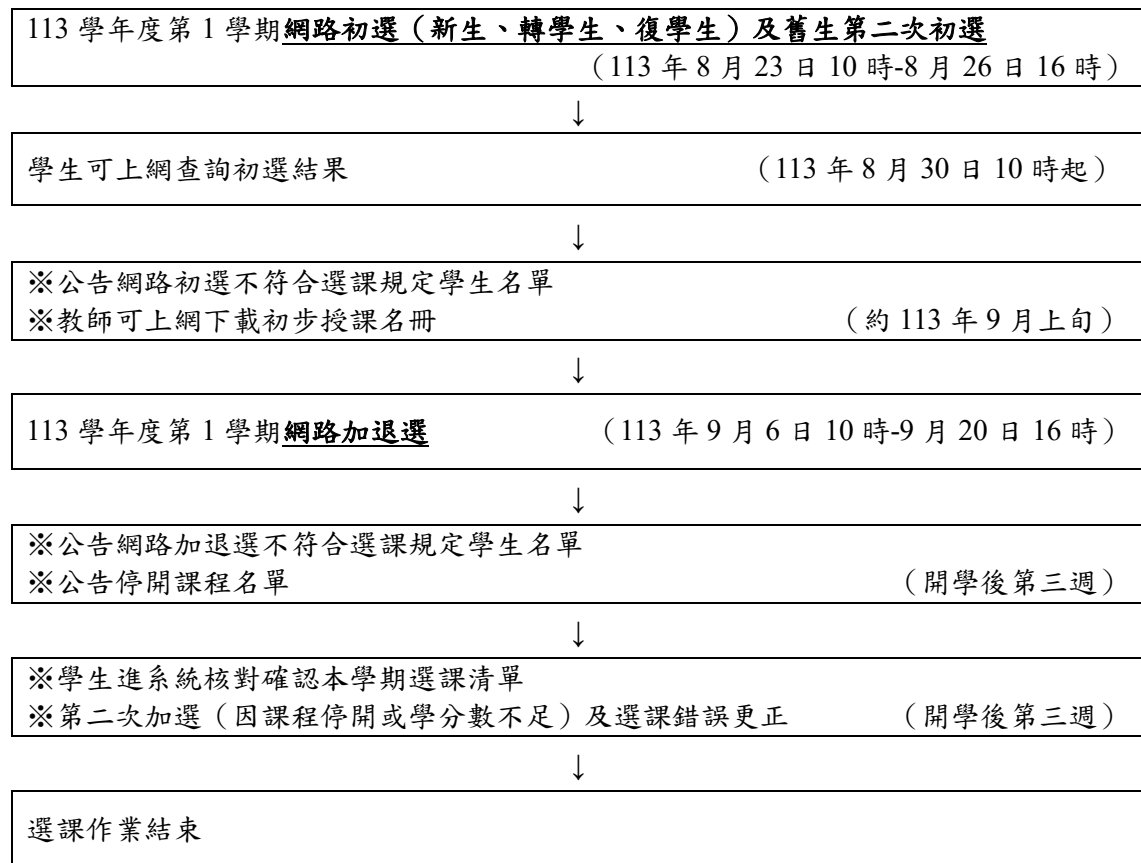 113 學年度第 1 學期網路初選（新生、轉學生、復學生）及舊生第二次初選
（113 年 8 月 23 日 10 時-8 月 26 日 16 時）
↓
學生可上網查詢初選結果 （113 年 8 月 30 日 10 時起）
↓
※公告網路初選不符合選課規定學生名單
※教師可上網下載初步授課名冊 （約 113 年 9 月上旬）
↓
113 學年度第 1 學期網路加退選 （113 年 9 月 6 日 10 時-9 月 20 日 16 時）
↓
※公告網路加退選不符合選課規定學生名單
※公告停開課程名單 （開學後第三週）
↓
※學生進系統核對確認本學期選課清單
※第二次加選（因課程停開或學分數不足）及選課錯誤更正 （開學後第三週）
↓
選課作業結束